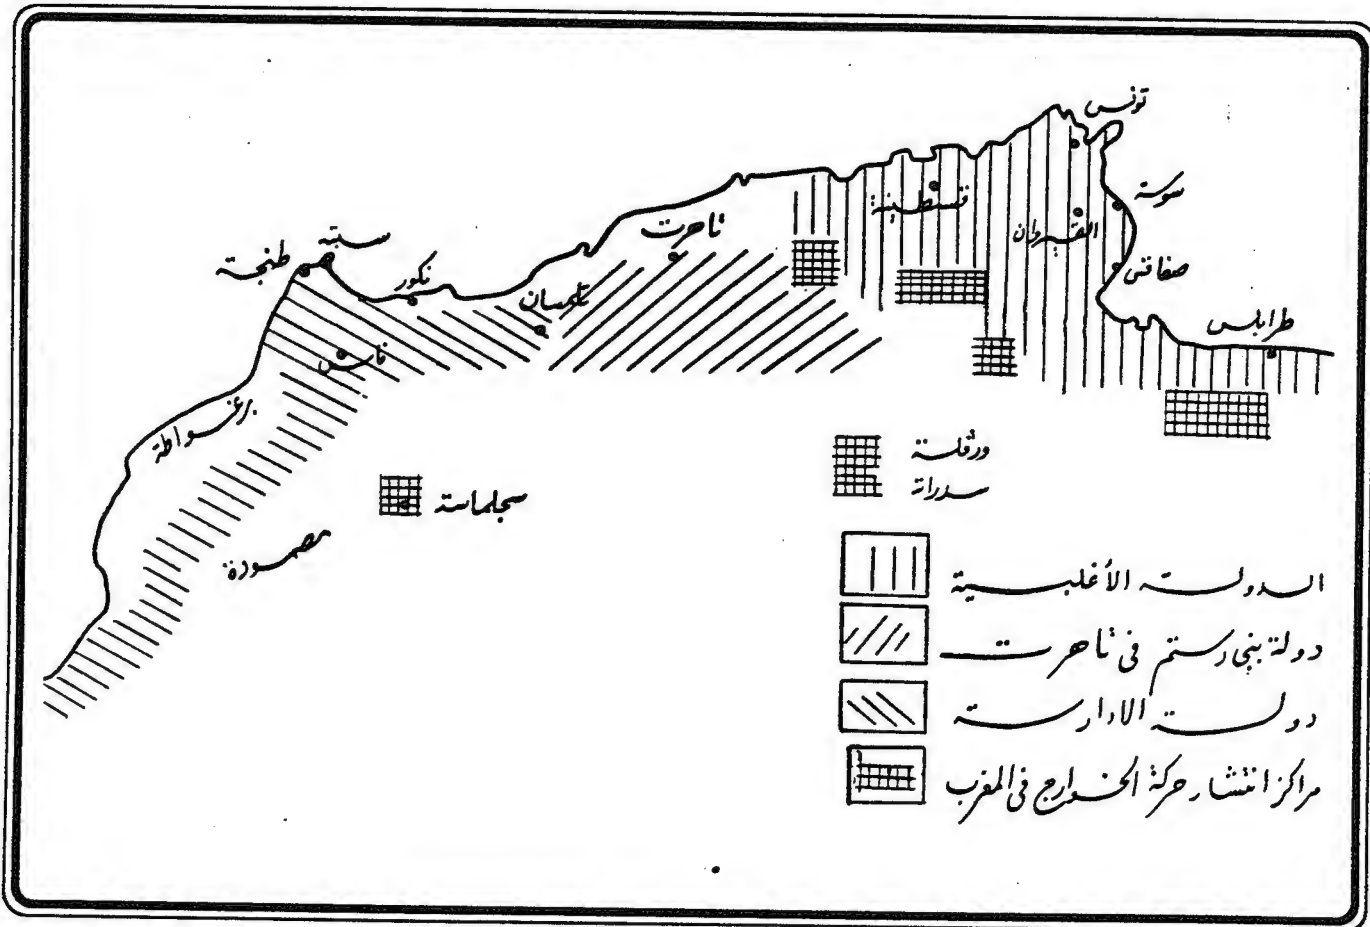 تونس
سوسة
قسنطينة
القيروان
صفاقس
طرابلس
تاهرت
سبتة
طنجة
نكور
تلمسان
فاس
برغواطة
سجلماسة
مصمودة
ورقلة
سدراتة
الدولة الأغلبية
دولة بني رستم في تاهرت
دولة الادارسة
مراكز انتشار حركة الخوارج في المغرب